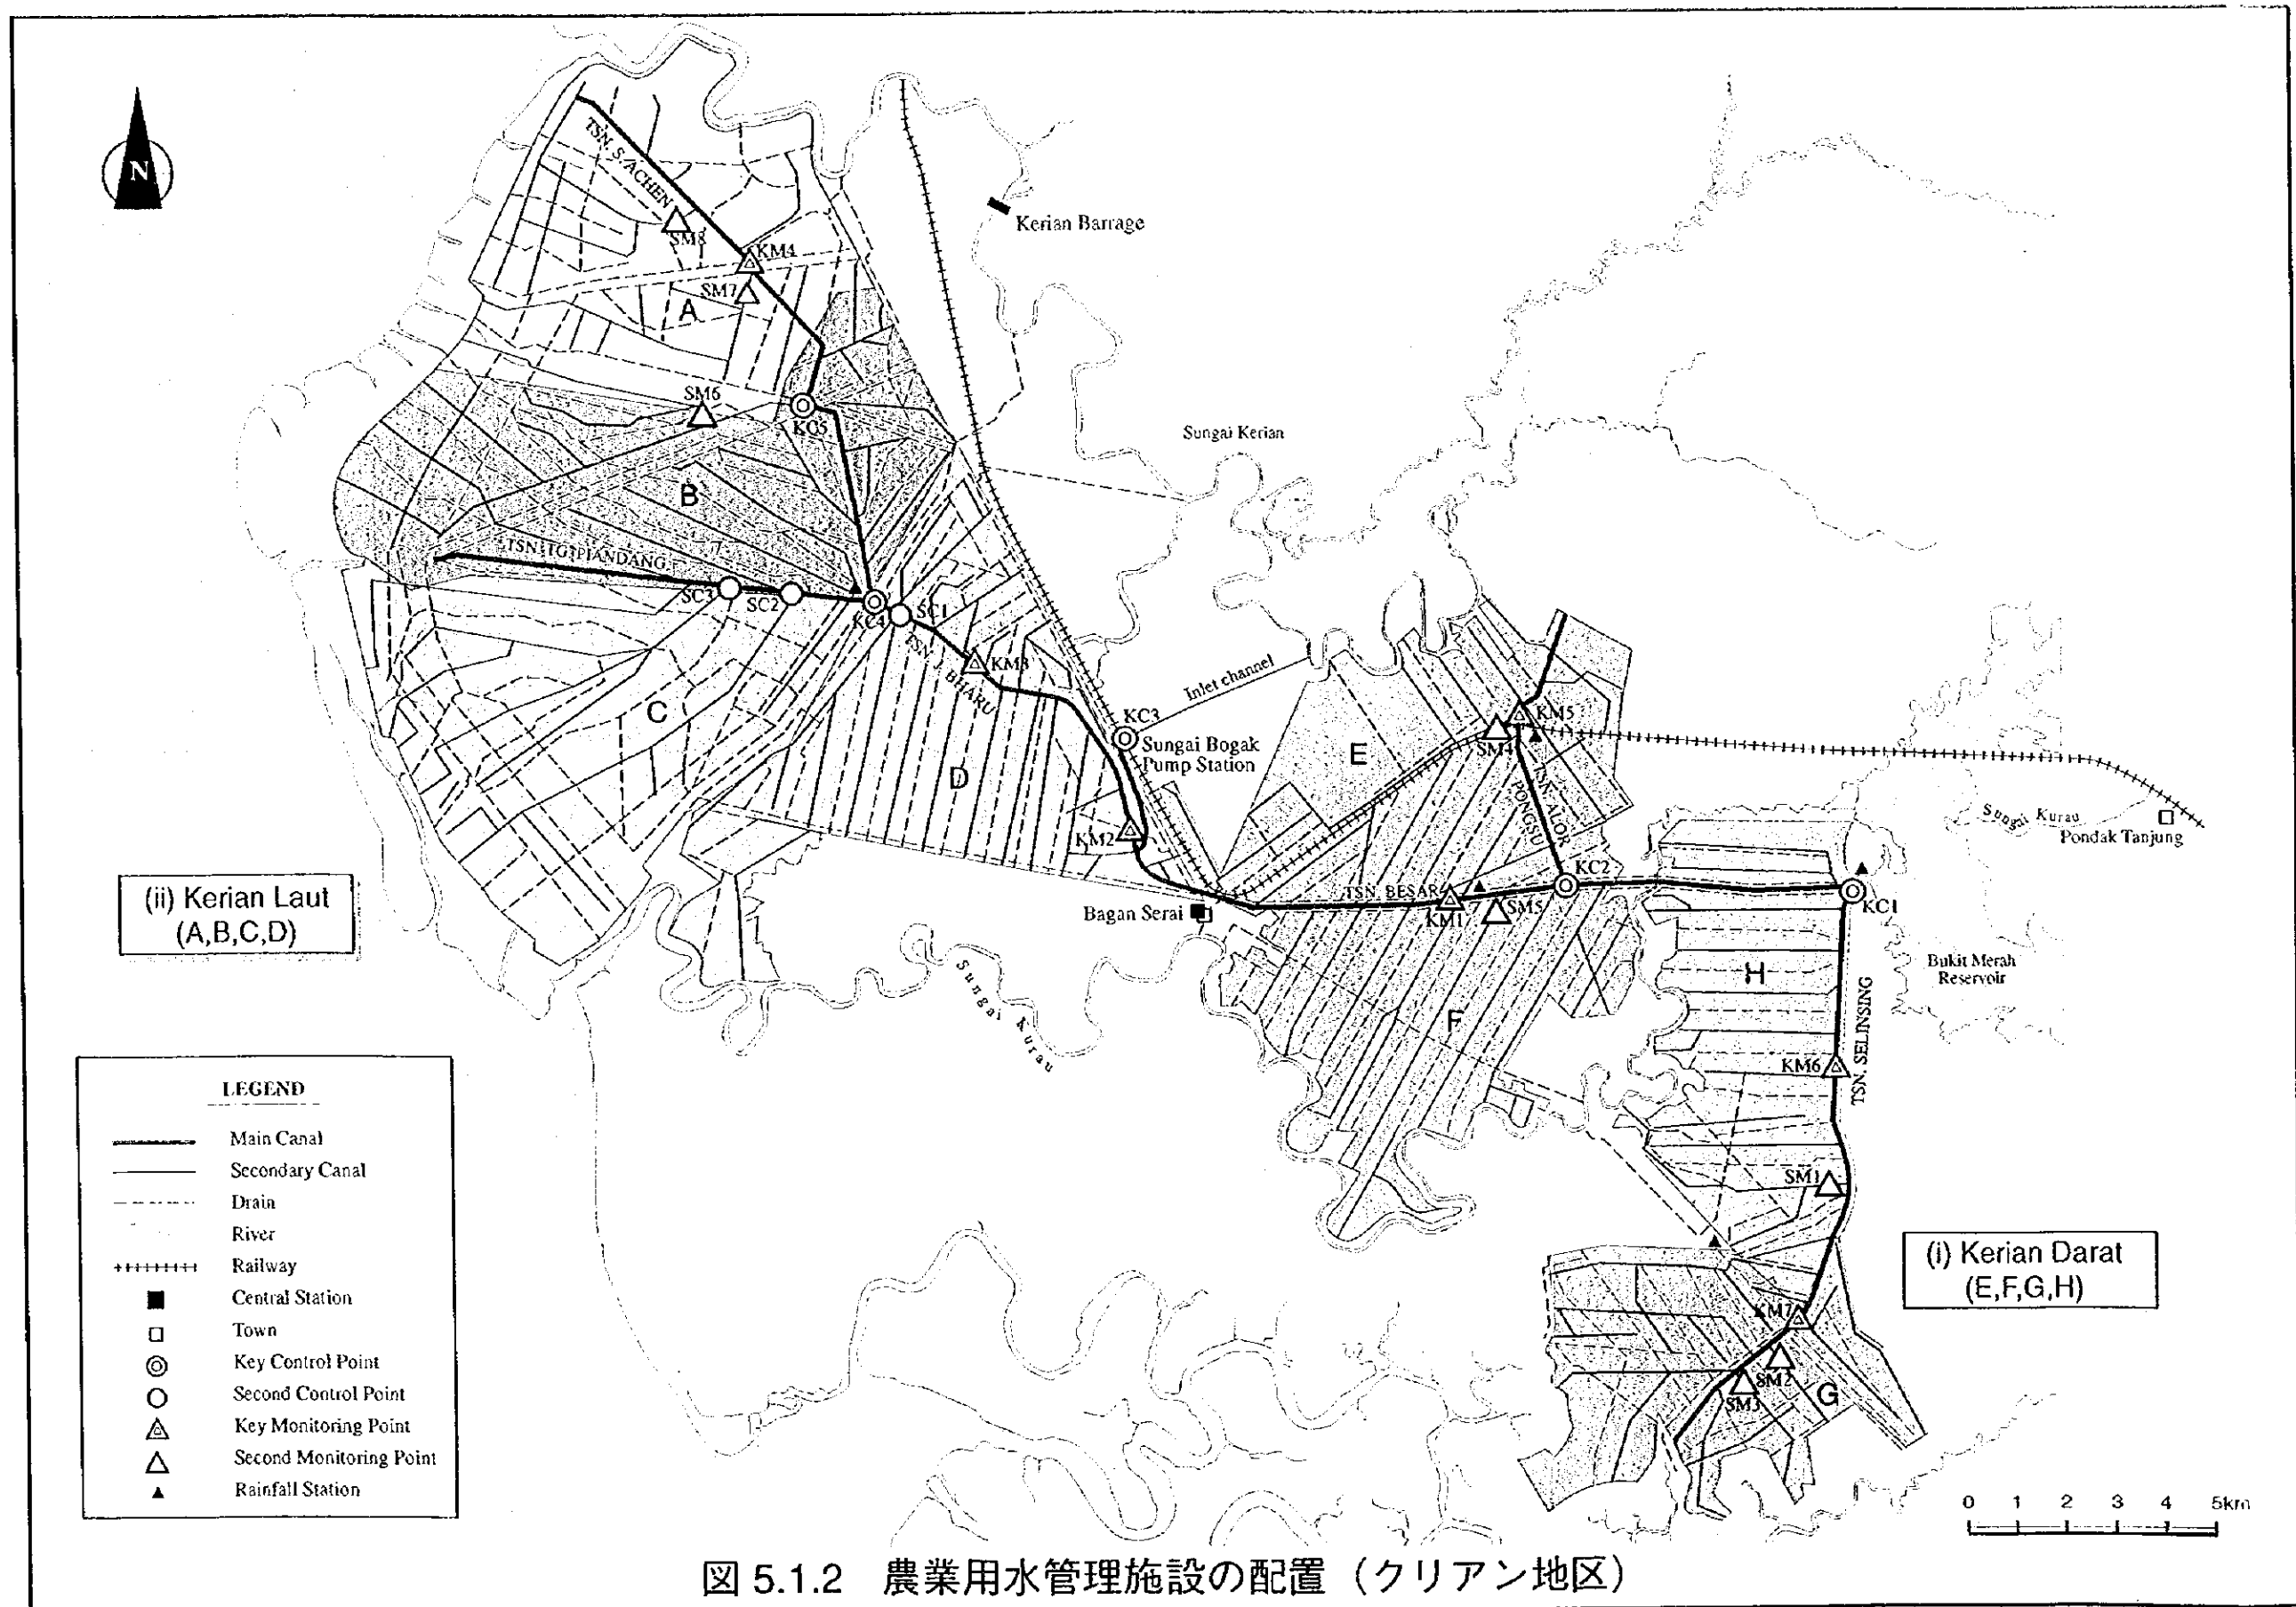 N
TSN. S. ACHEN
SM8
KM4
SM7
A
Kerian Barrage
SM6
KC5
Sungai Kerian
B
TSN. TG. PIANDANG
SC3
SC2
KC4
SC1
TSN. J. BHARU
KM3
Inlet channel
C
KC3
Sungai Bogak
Pump Station
D
E
KM5
SM4
TSN. ALOR
PONGSU
KM2
Sungai Kurau
Pondak Tanjung
KC2
TSN. BESAR
KM1
SM5
KC1
Bagan Serai
(ii) Kerian Laut
(A,B,C,D)
Sungai Kurau
Bukit Merah
Reservoir
H
F
TSN. SELINSING
KM6
SM1
(i) Kerian Darat
(E,F,G,H)
KM7
SM2
SM3
G
LEGEND
Main Canal
Secondary Canal
Drain
River
Railway
Central Station
Town
Key Control Point
Second Control Point
Key Monitoring Point
Second Monitoring Point
Rainfall Station
0 1 2 3 4 5km
図 5.1.2 農業用水管理施設の配置（クリアン地区）